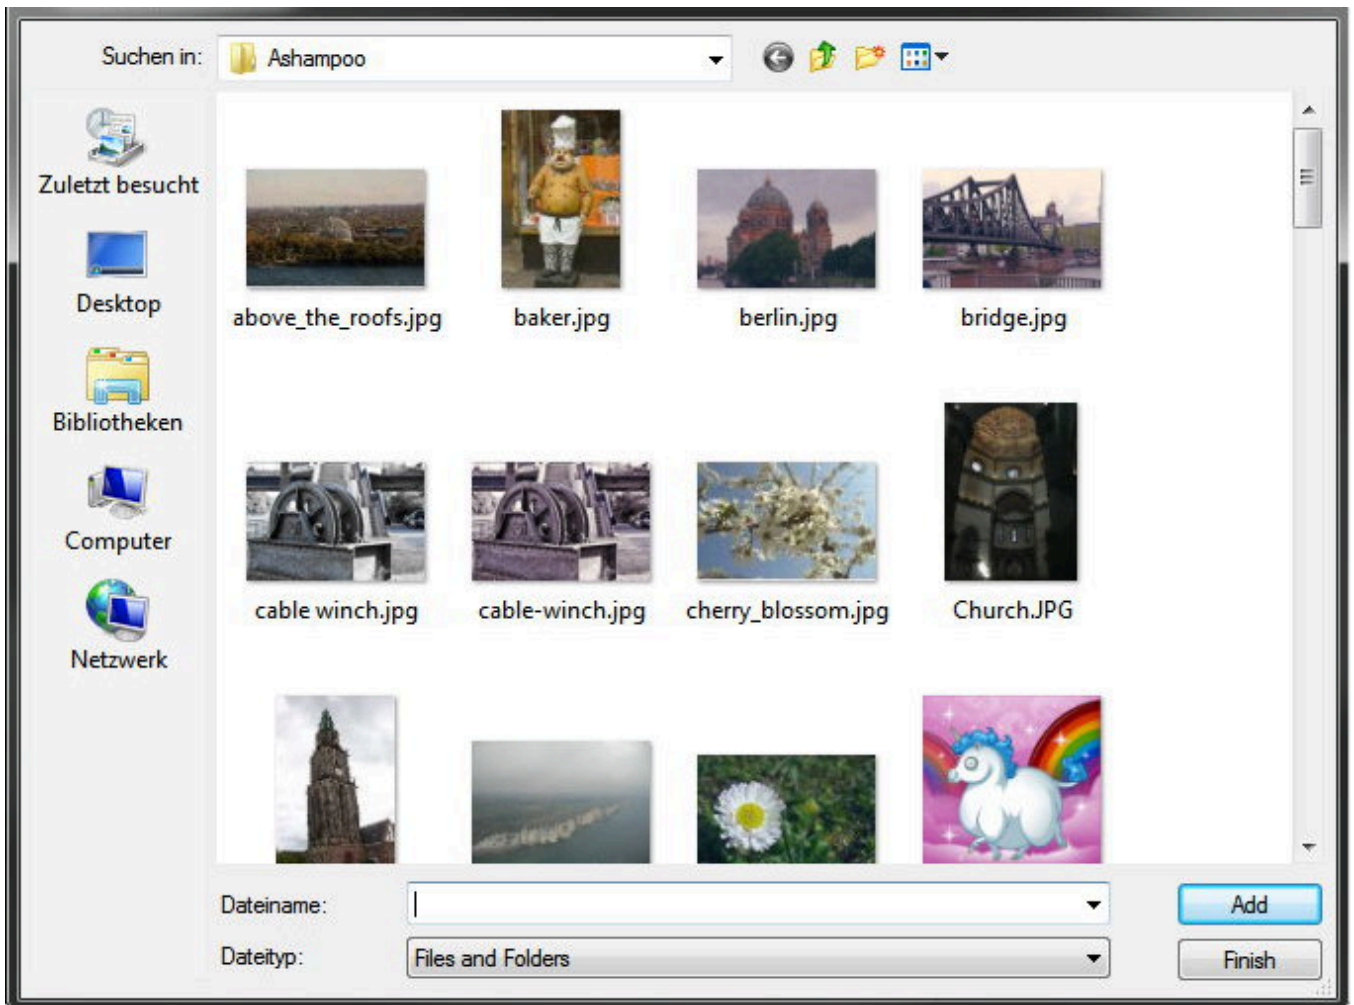 Suchen in:
Ashampoo
Zuletzt besucht
Desktop
Bibliotheken
Computer
Netzwerk
above_the_roofs.jpg
baker.jpg
berlin.jpg
bridge.jpg
cable winch.jpg
cable-winch.jpg
cherry_blossom.jpg
Church.JPG
Dateiname:
Add
Dateityp:
Files and Folders
Finish